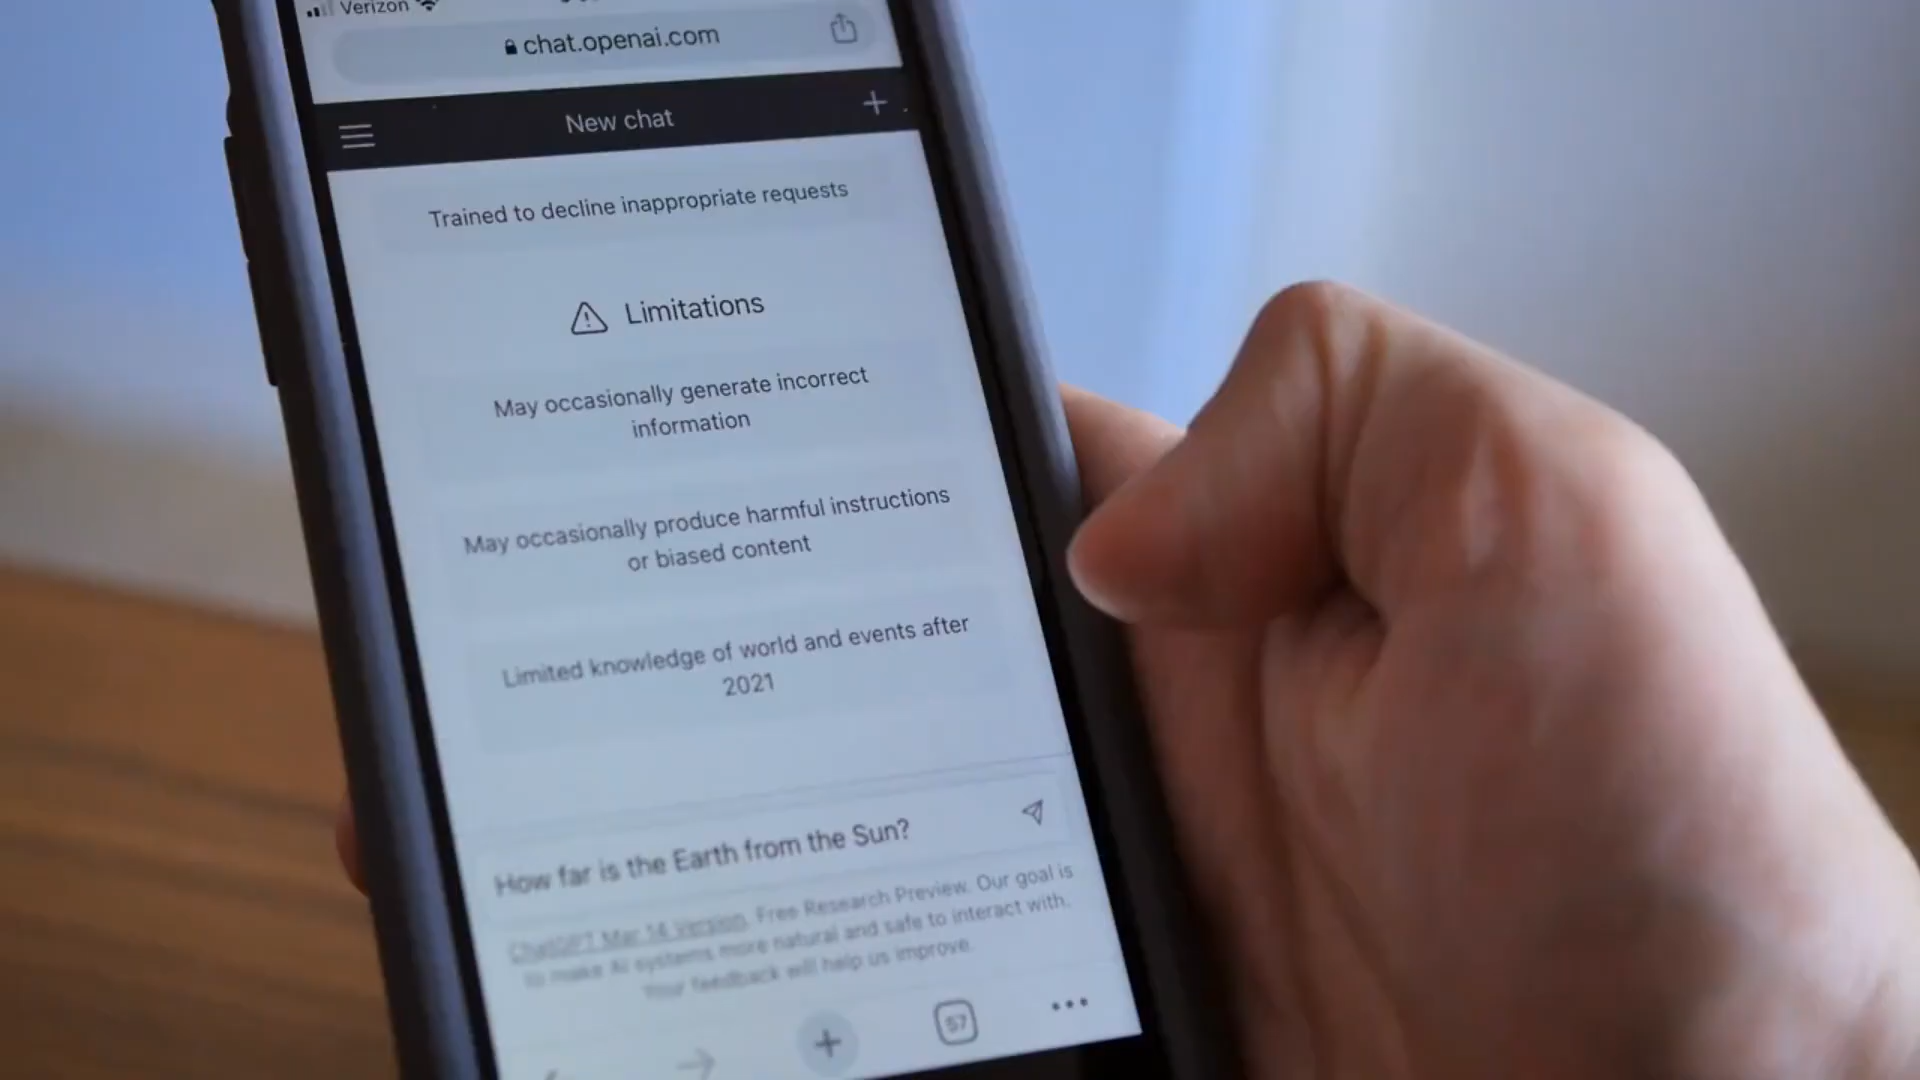 Verizon
chat.openai.com
New chat
Trained to decline inappropriate requests
Limitations
May occasionally generate incorrect
information
May occasionally produce harmful instructions
or biased content
Limited knowledge of world and events after
2021
How far is the Earth from the Sun?
ChatGPT Mar 14 Version. Free Research Preview. Our goal is
to make AI systems more natural and safe to interact with.
Your feedback will help us improve.
57